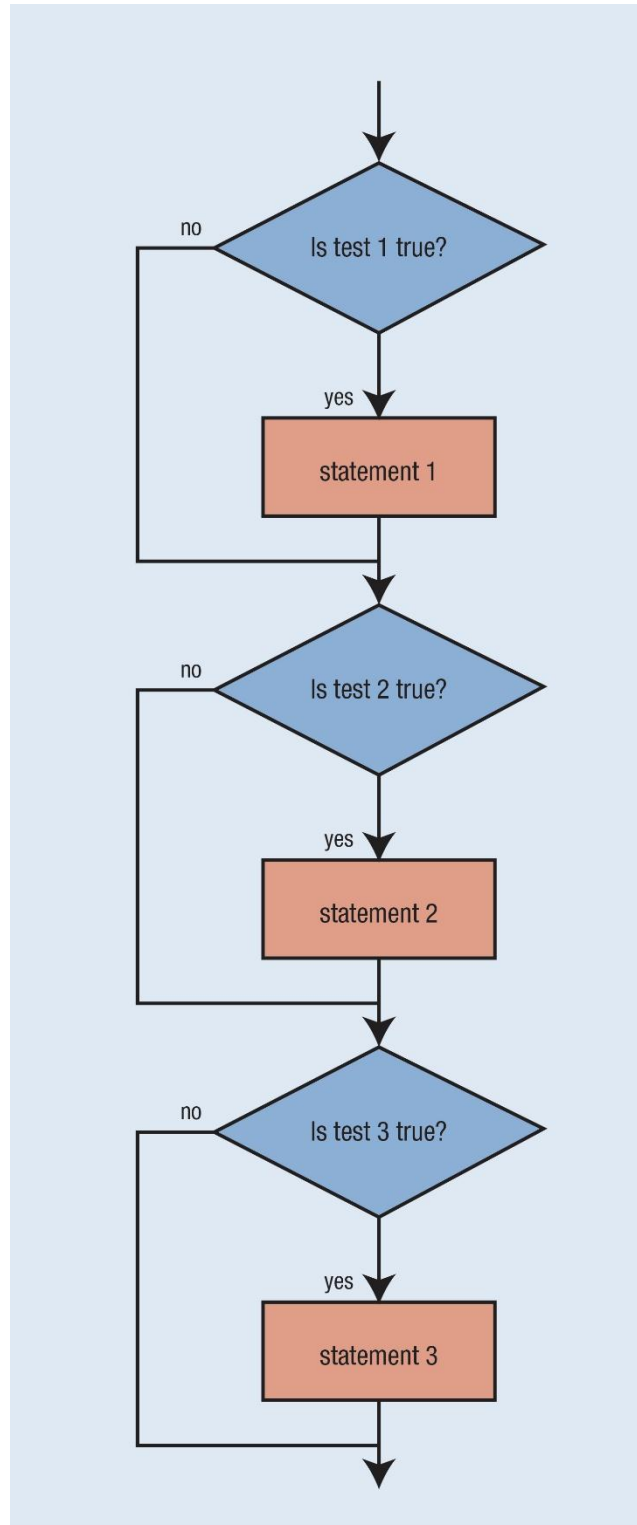 no
Is test 1 true?
yes
statement 1
no
Is test 2 true?
yes
statement 2
no
Is test 3 true?
yes
statement 3